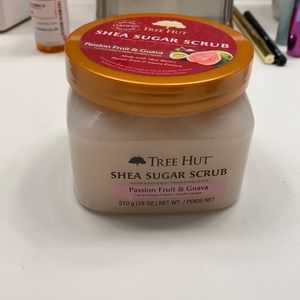 TREE HUT
SHEA SUGAR SCRUB
Passion Fruit & Guava
TREE HUT
SHEA SUGAR SCRUB
Passion Fruit & Guava
510 g (18 OZ.) NET WT. / POIDS NET